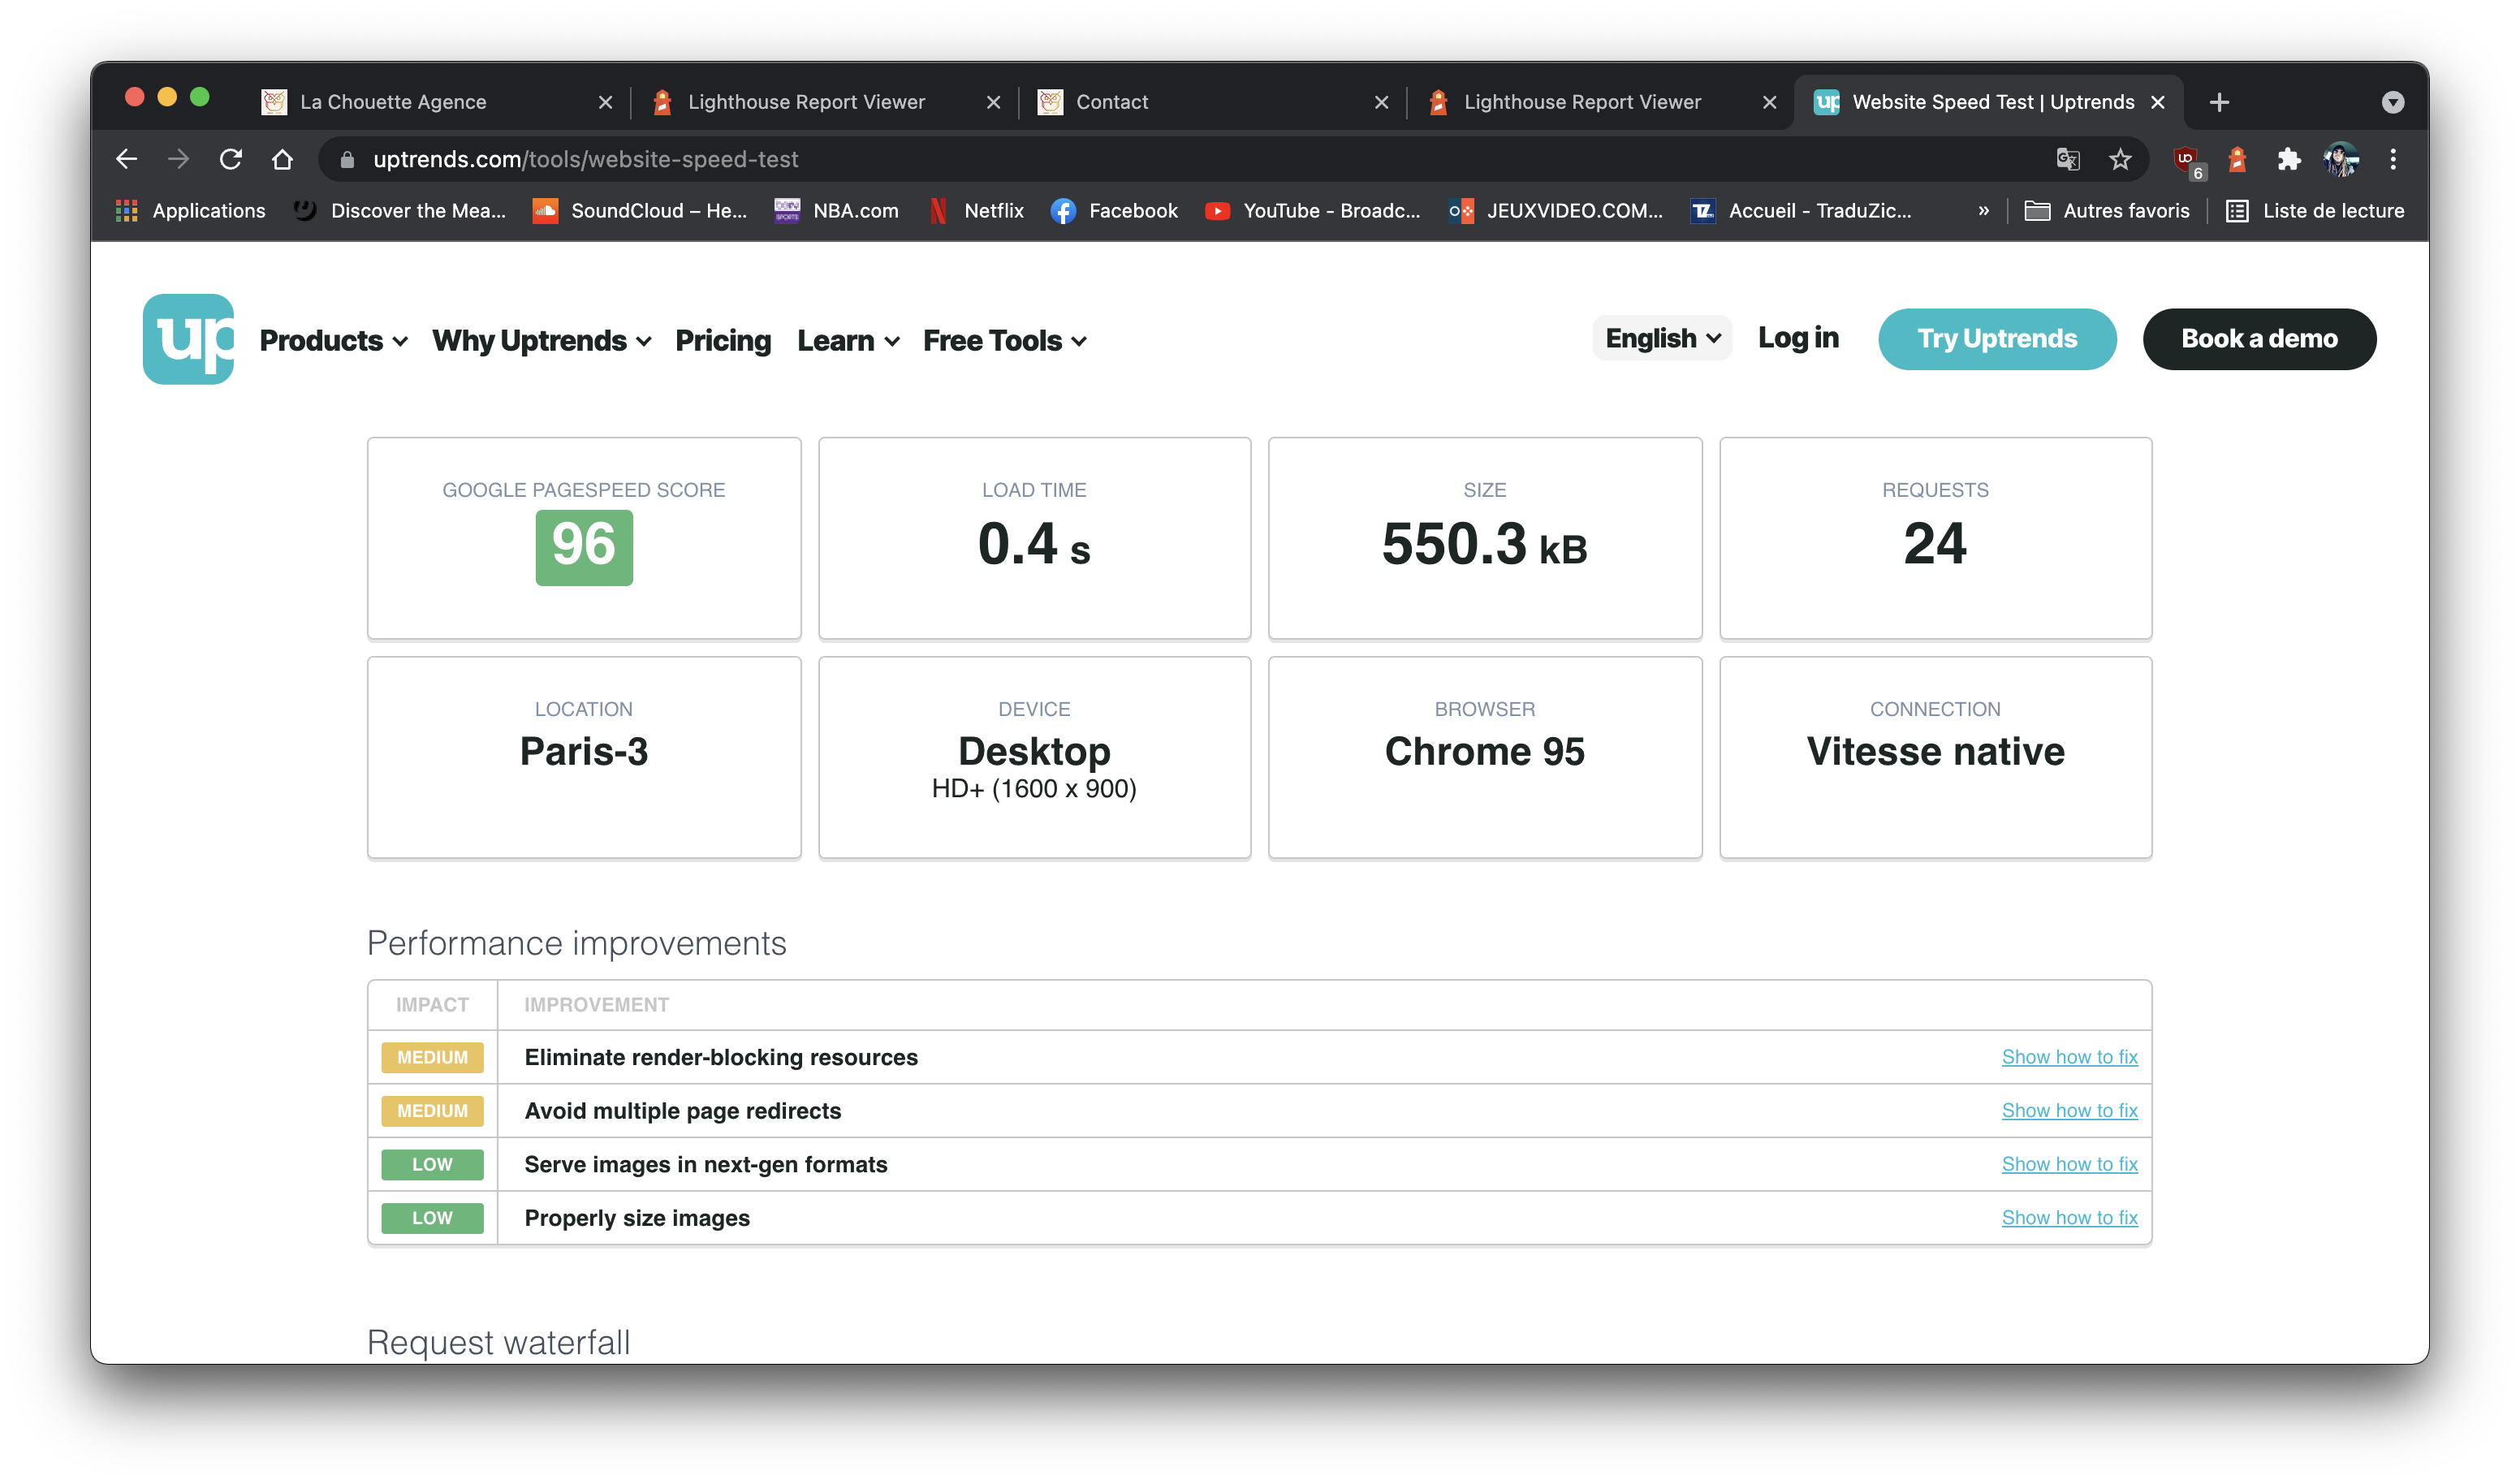 La Chouette Agence
Lighthouse Report Viewer
Contact
Lighthouse Report Viewer
up Website Speed Test | Uptrends
uptrends.com/tools/website-speed-test
6
Applications
Discover the Mea...
SoundCloud – He...
NBA.com
Netflix
Facebook
YouTube - Broadc...
JEUXVIDEO.COM...
Accueil - TraduZic...
»
Autres favoris
Liste de lecture
up
Products
Why Uptrends
Pricing
Learn
Free Tools
English
Log in
Try Uptrends
Book a demo
GOOGLE PAGESPEED SCORE
96
LOAD TIME
0.4 s
SIZE
550.3 kB
REQUESTS
24
LOCATION
Paris-3
DEVICE
Desktop
HD+ (1600 x 900)
BROWSER
Chrome 95
CONNECTION
Vitesse native
Performance improvements
IMPACT IMPROVEMENT
MEDIUM Eliminate render-blocking resources Show how to fix
MEDIUM Avoid multiple page redirects Show how to fix
LOW Serve images in next-gen formats Show how to fix
LOW Properly size images Show how to fix
Request waterfall